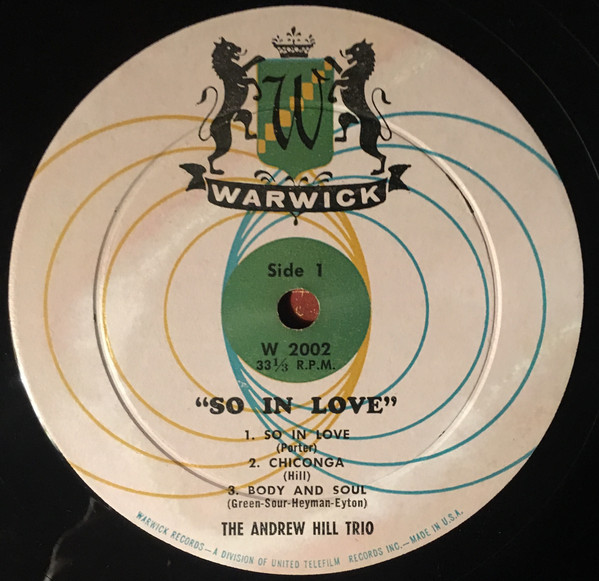 W
WARWICK
Side 1
W 2002
33⅓ R.P.M.
“SO IN LOVE”
1. SO IN LOVE
(Porter)
2. CHICONGA
(Hill)
3. BODY AND SOUL
(Green-Sour-Heyman-Eyton)
THE ANDREW HILL TRIO
WARWICK RECORDS—A DIVISION OF UNITED TELEFILM RECORDS INC.—MADE IN U.S.A.